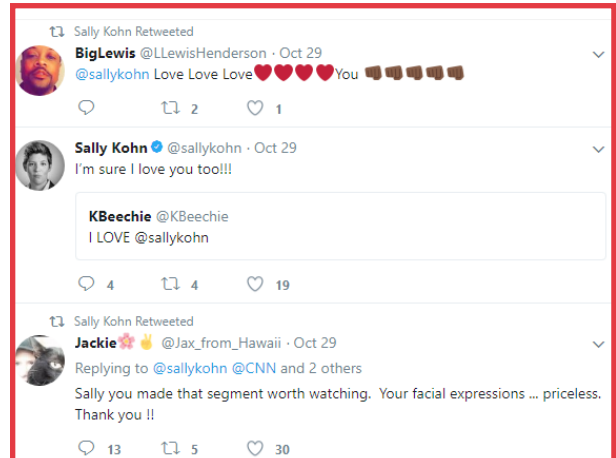 Sally Kohn Retweeted
BigLewis @LLewisHenderson · Oct 29
@sallykohn Love Love Love❤❤❤❤You 👊🏾👊🏾👊🏾👊🏾👊🏾
2 1
Sally Kohn @sallykohn · Oct 29
I'm sure I love you too!!!
KBeechie @KBeechie
I LOVE @sallykohn
4 4 19
Sally Kohn Retweeted
Jackie🌸✌ @Jax_from_Hawaii · Oct 29
Replying to @sallykohn @CNN and 2 others
Sally you made that segment worth watching. Your facial expressions ... priceless.
Thank you !!
13 5 30